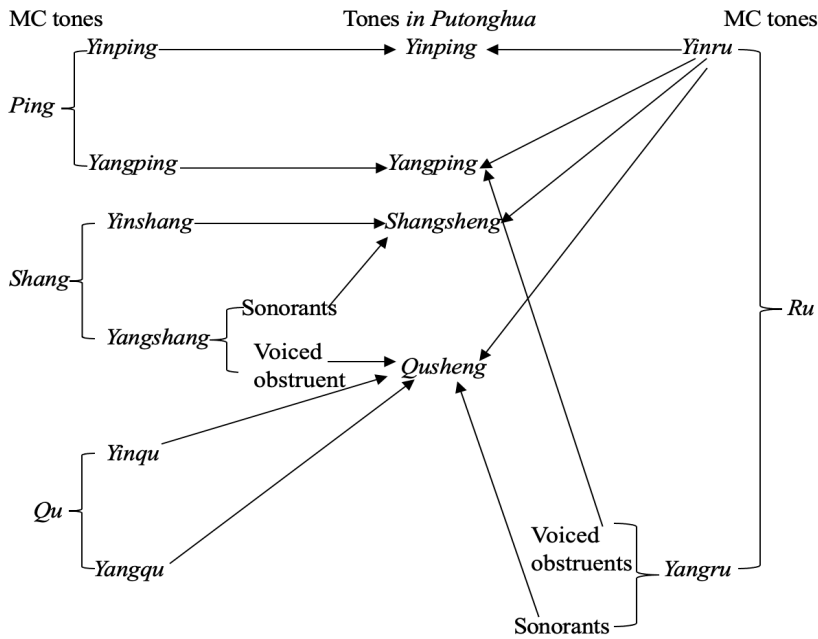 MC tones
Tones in Putonghua
MC tones
Yinping
Yinping
Yinru
Ping
Yangping
Yangping
Yinshang
Shangsheng
Shang
Sonorants
Ru
Yangshang
Voiced
obstruent
Qusheng
Yinqu
Qu
Voiced
obstruents
Yangqu
Yangru
Sonorants